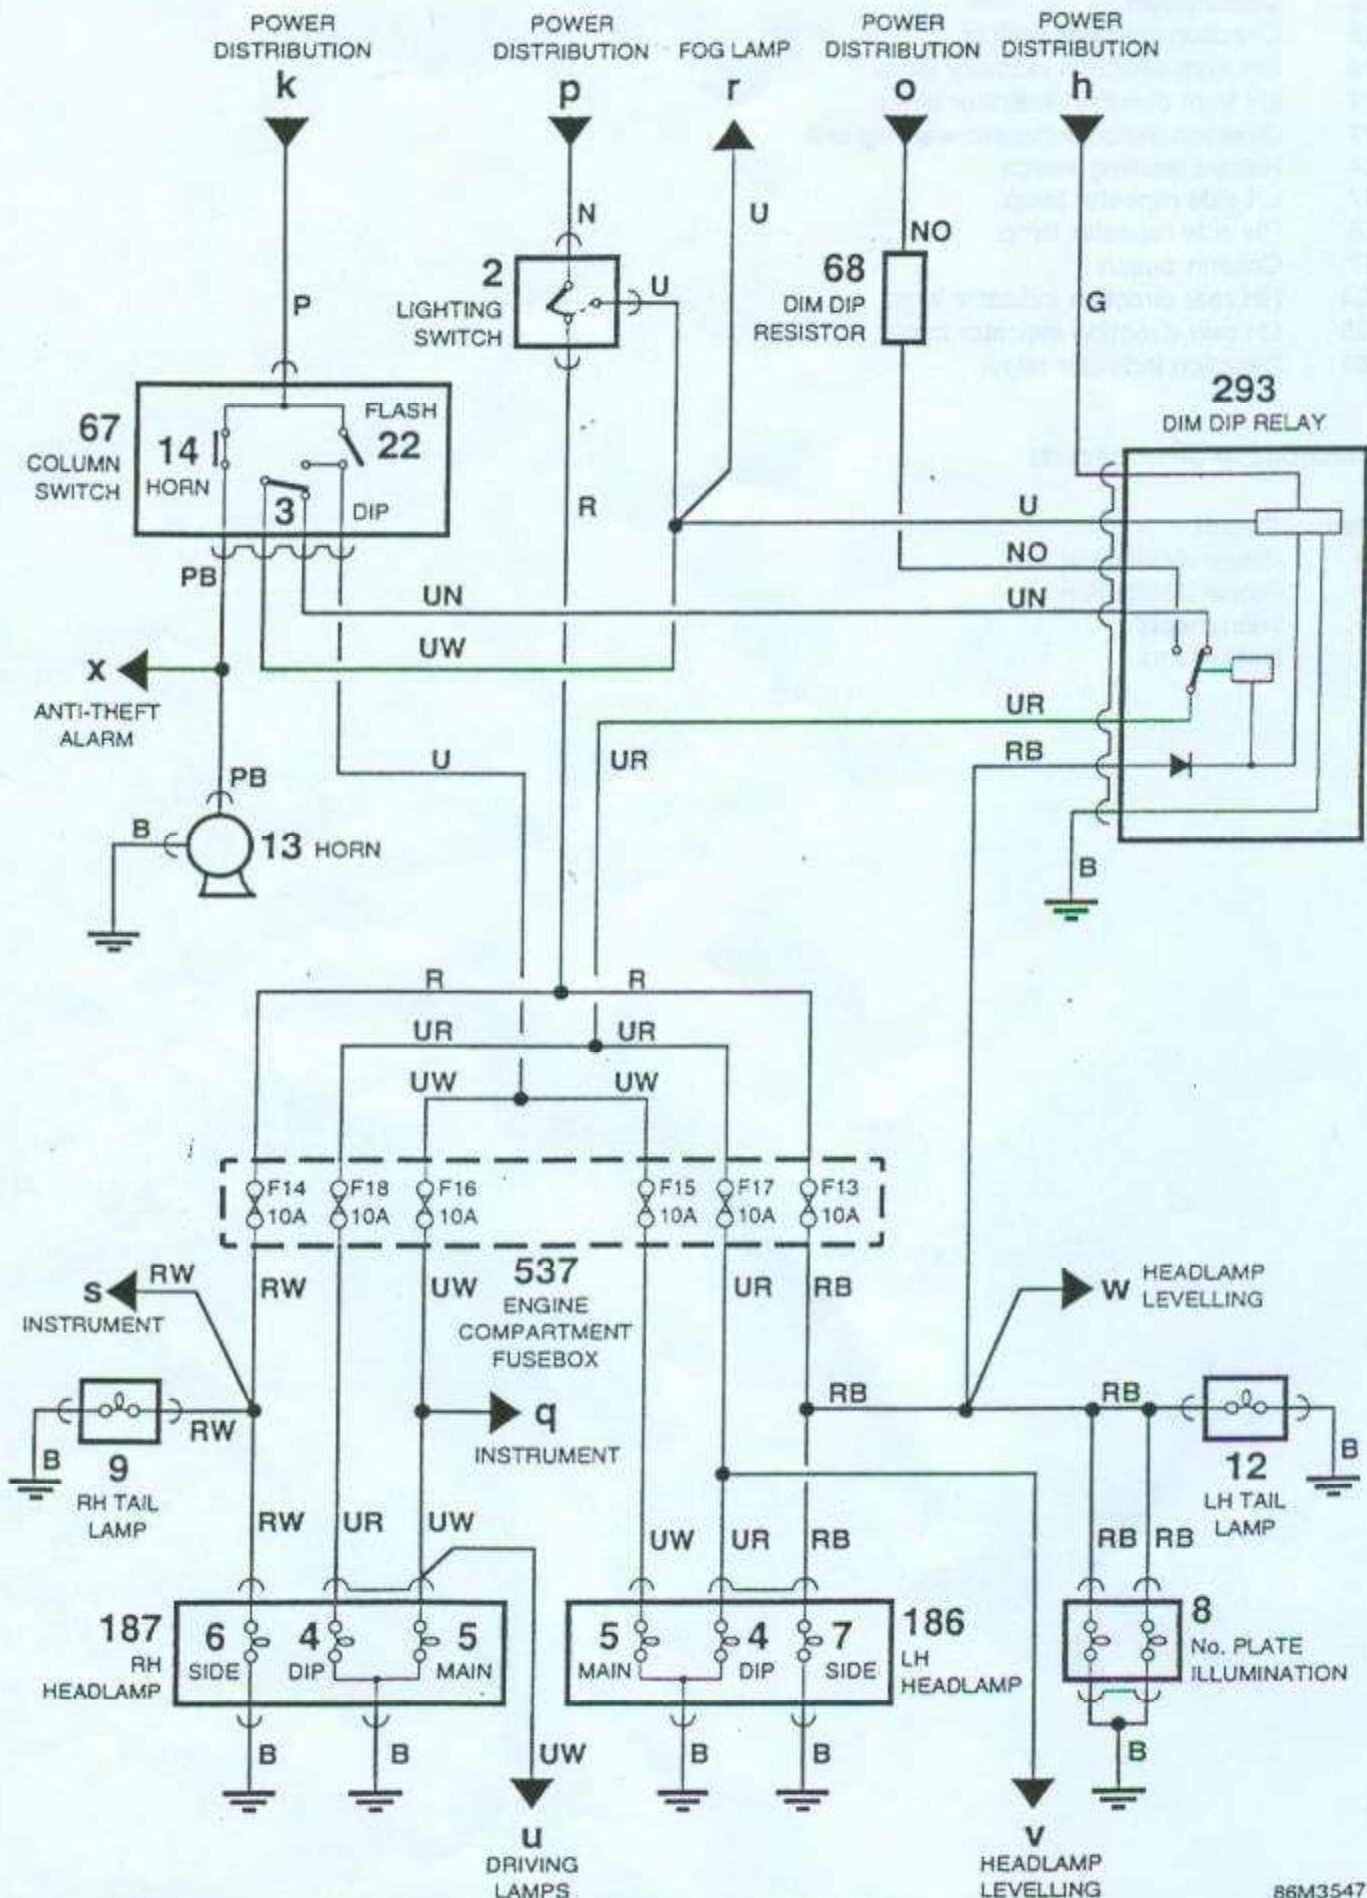 POWER
DISTRIBUTION
k
POWER
DISTRIBUTION
p
FOG LAMP
r
POWER
DISTRIBUTION
o
POWER
DISTRIBUTION
h
N
U
NO
P
2
LIGHTING
SWITCH
U
68
DIM DIP
RESISTOR
G
293
DIM DIP RELAY
67
COLUMN
SWITCH
14
HORN
FLASH
22
3
DIP
R
U
NO
UN
PB
UN
UW
X
ANTI-THEFT
ALARM
UR
U
UR
RB
PB
B
13 HORN
B
R
R
UR
UR
UW
UW
F14
10A
F18
10A
F16
10A
F15
10A
F17
10A
F13
10A
s
RW
INSTRUMENT
RW
UW
537
ENGINE
COMPARTMENT
FUSEBOX
UR
RB
w
HEADLAMP
LEVELLING
RW
B
9
RH TAIL
LAMP
q
INSTRUMENT
RB
RB
12
LH TAIL
LAMP
B
RW
UR
UW
UW
UR
RB
RB
RB
187
RH
HEADLAMP
6
SIDE
4
DIP
5
MAIN
5
MAIN
4
DIP
7
SIDE
186
LH
HEADLAMP
8
No. PLATE
ILLUMINATION
B
B
UW
B
B
B
u
DRIVING
LAMPS
v
HEADLAMP
LEVELLING
86M3547